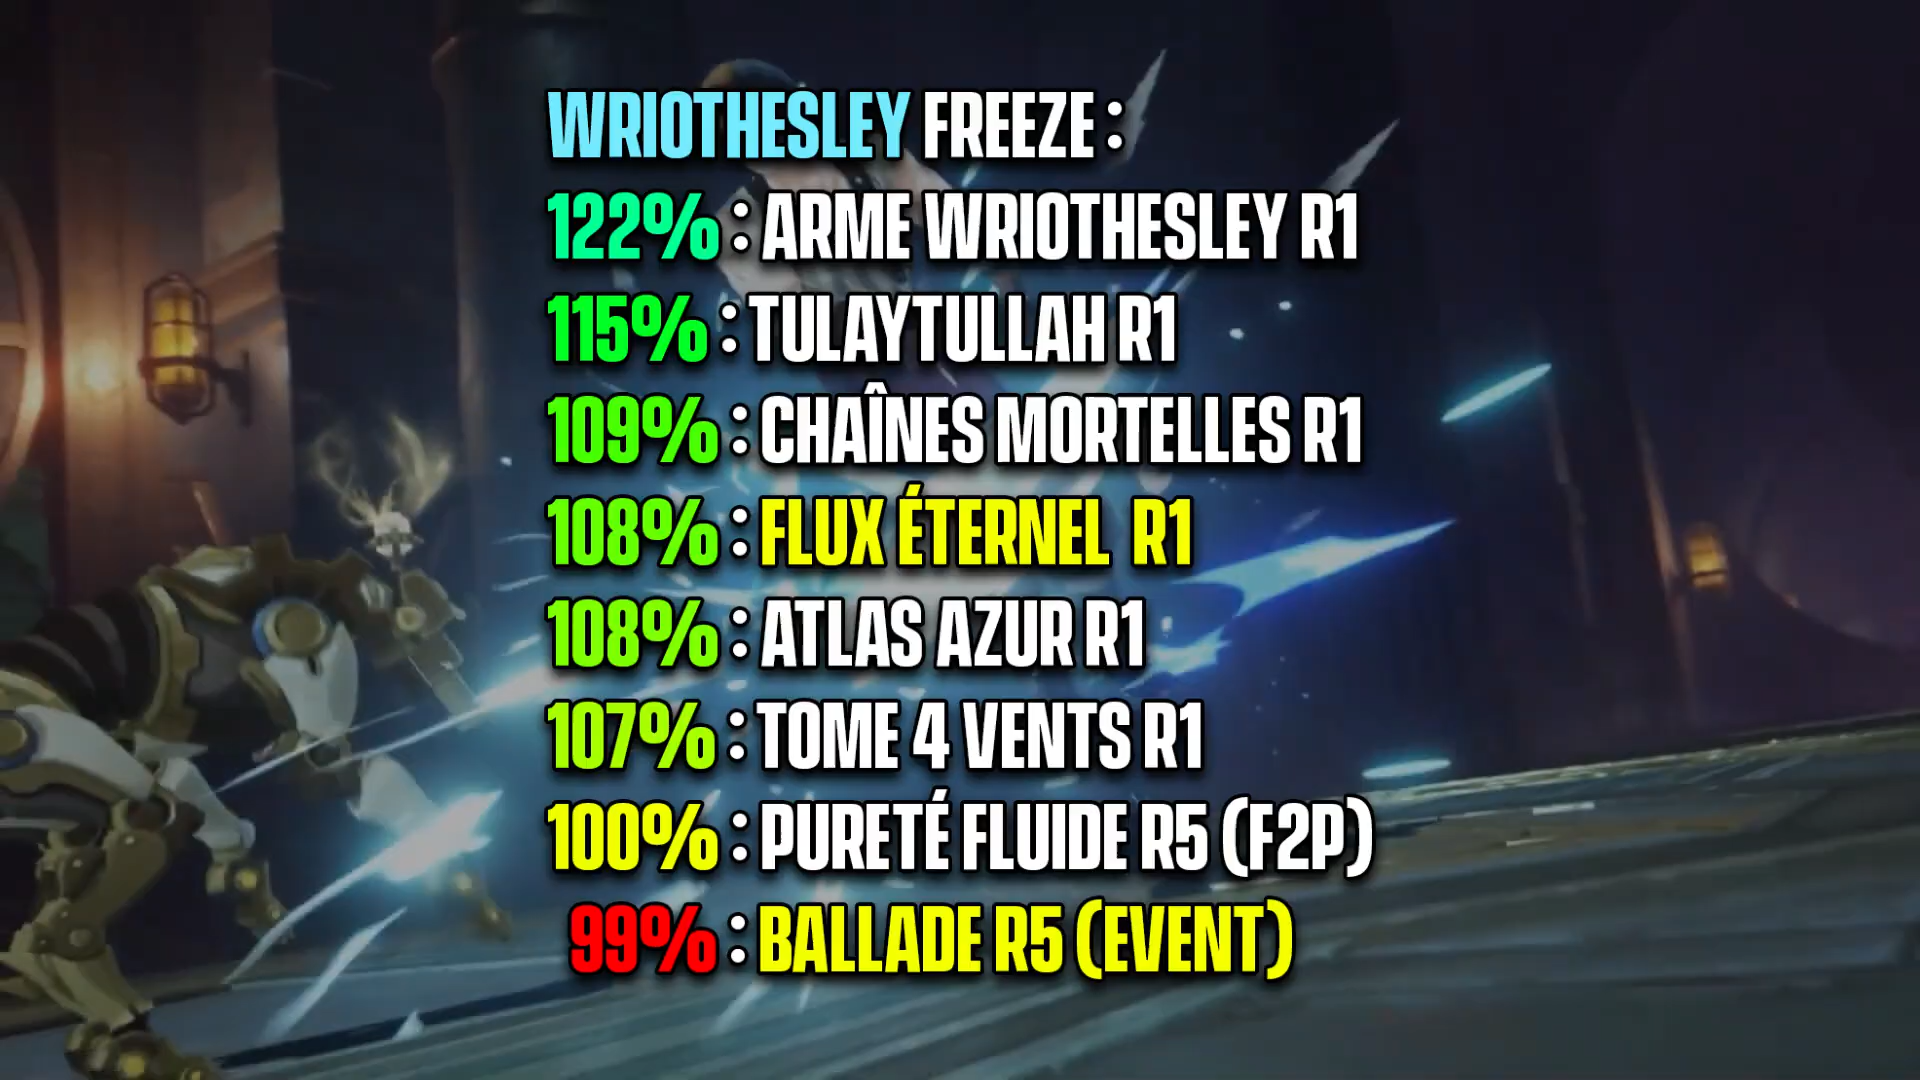 WRIOTHESLEY FREEZE :
122% : ARME WRIOTHESLEY R1
115% : TULAYTULLAH R1
109% : CHAÎNES MORTELLES R1
108% : FLUX ÉTERNEL R1
108% : ATLAS AZUR R1
107% : TOME 4 VENTS R1
100% : PURETÉ FLUIDE R5 (F2P)
99% : BALLADE R5 (EVENT)